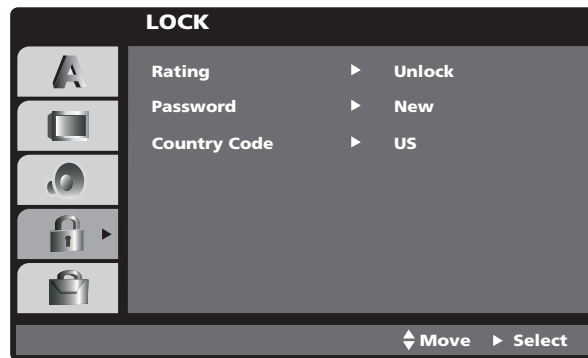 LOCK
A
Rating ▶ Unlock
Password ▶ New
Country Code ▶ US
Move ▶ Select